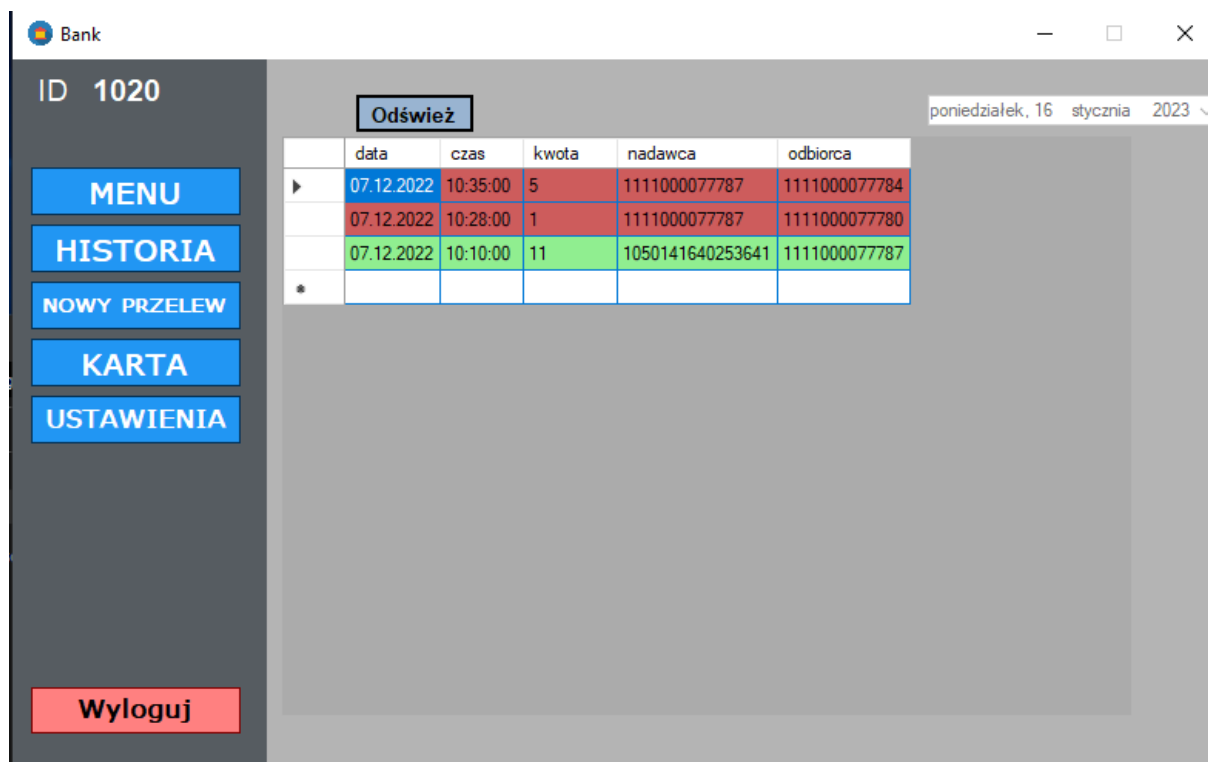 Bank
ID 1020
Odśwież
poniedziałek, 16 stycznia 2023
data czas kwota nadawca odbiorca
07.12.2022 10:35:00 5 1111000077787 1111000077784
07.12.2022 10:28:00 1 1111000077787 1111000077780
07.12.2022 10:10:00 11 1050141640253641 1111000077787
MENU
HISTORIA
NOWY PRZELEW
KARTA
USTAWIENIA
Wyloguj